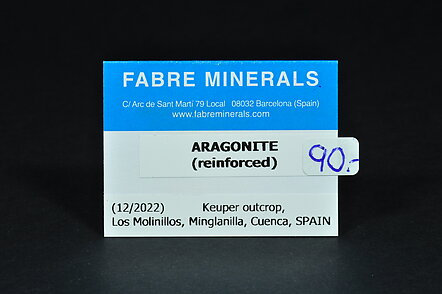 FABRE MINERALS
C/ Arc de Sant Martí 79 Local 08032 Barcelona (Spain)
www.fabreminerals.com
ARAGONITE
(reinforced)
90.-
(12/2022) Keuper outcrop,
Los Molinillos, Minglanilla, Cuenca, SPAIN